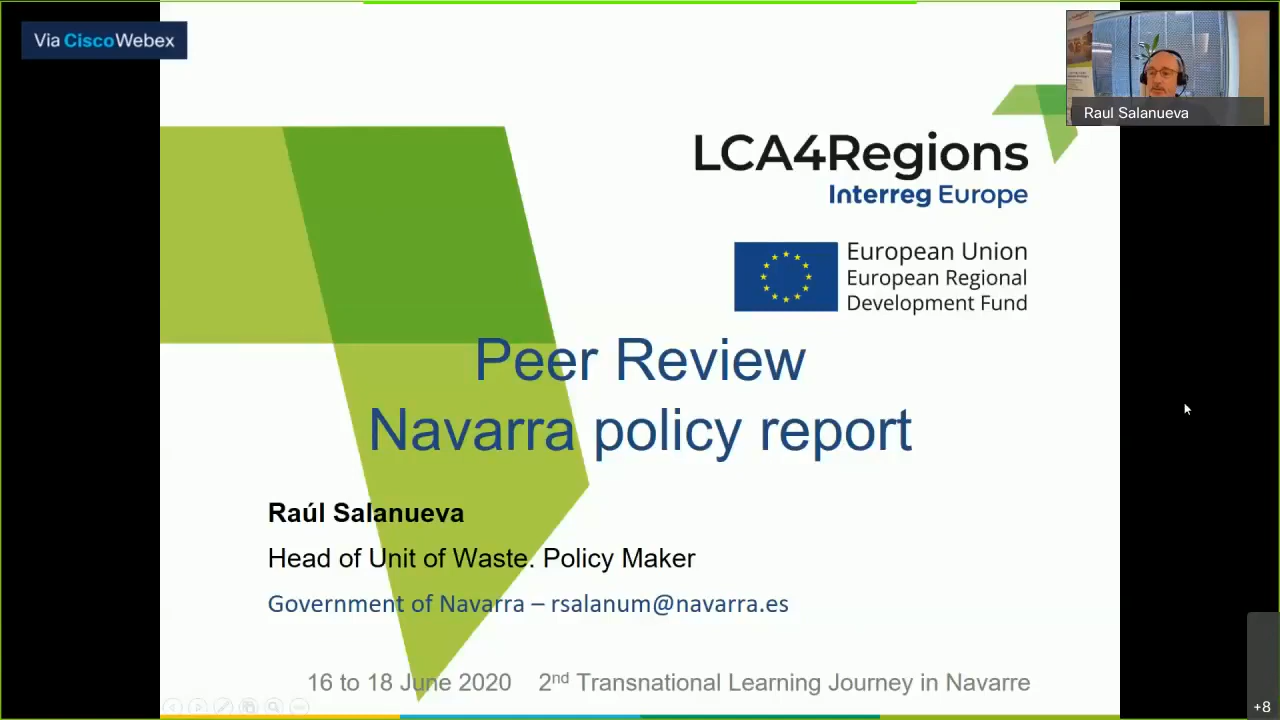 Via CiscoWebex
Raul Salanueva
LCA4Regions
Interreg Europe
European Union
European Regional
Development Fund
Peer Review
Navarra policy report
Raúl Salanueva
Head of Unit of Waste. Policy Maker
Government of Navarra – rsalanum@navarra.es
16 to 18 June 2020 2nd Transnational Learning Journey in Navarre
+8